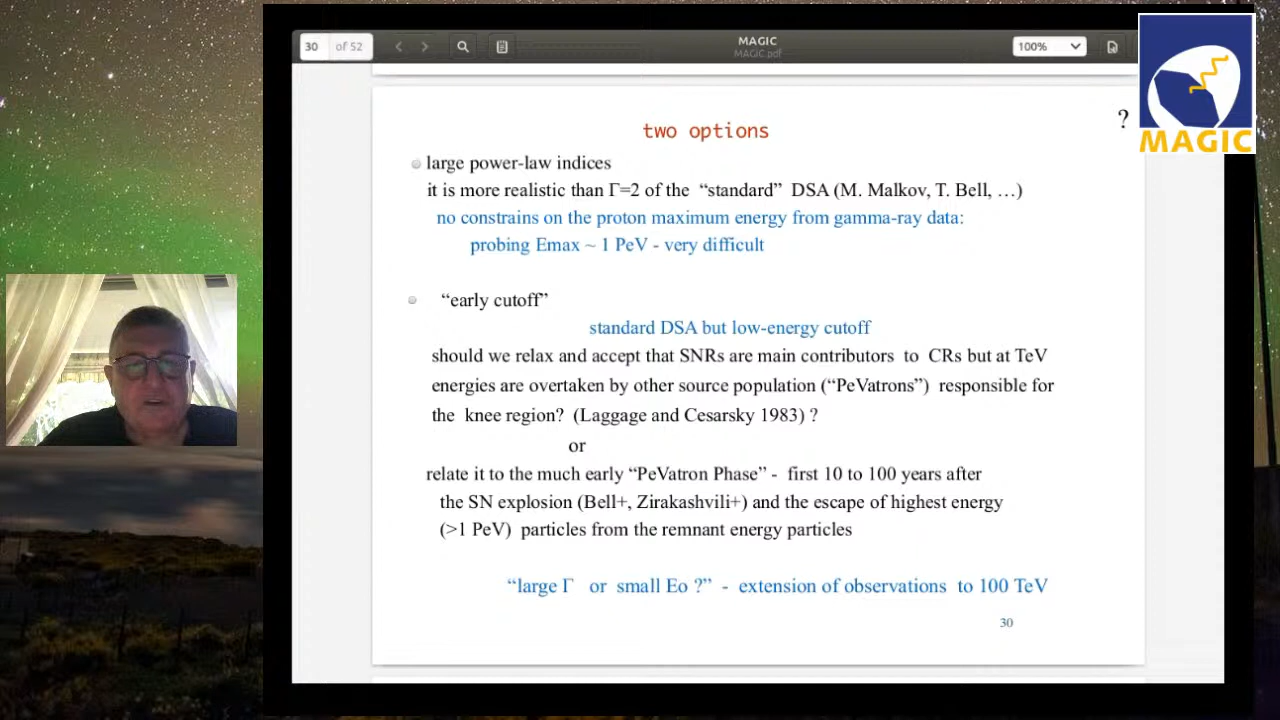 30 of 52
MAGIC
MAGIC.pdf
100%
MAGIC
?
two options
large power-law indices
it is more realistic than Γ=2 of the “standard” DSA (M. Malkov, T. Bell, …)
no constrains on the proton maximum energy from gamma-ray data:
probing Emax ~ 1 PeV - very difficult
“early cutoff”
standard DSA but low-energy cutoff
should we relax and accept that SNRs are main contributors to CRs but at TeV
energies are overtaken by other source population (“PeVatrons”) responsible for
the knee region? (Laggage and Cesarsky 1983) ?
or
relate it to the much early “PeVatron Phase” - first 10 to 100 years after
the SN explosion (Bell+, Zirakashvili+) and the escape of highest energy
(>1 PeV) particles from the remnant energy particles
“large Γ or small Eo ?” - extension of observations to 100 TeV
30